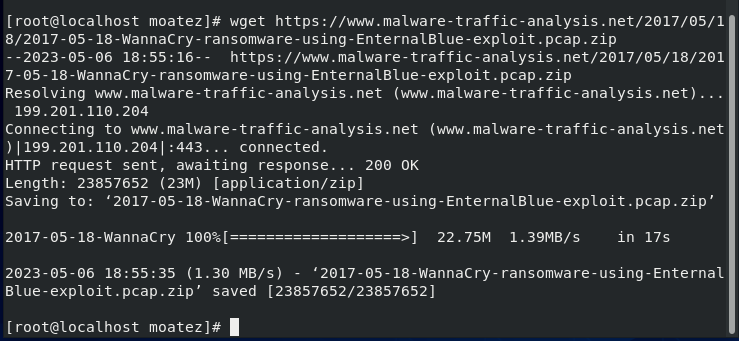 [root@localhost moatez]# wget https://www.malware-traffic-analysis.net/2017/05/1
8/2017-05-18-WannaCry-ransomware-using-EnternalBlue-exploit.pcap.zip
--2023-05-06 18:55:16--  https://www.malware-traffic-analysis.net/2017/05/18/201
7-05-18-WannaCry-ransomware-using-EnternalBlue-exploit.pcap.zip
Resolving www.malware-traffic-analysis.net (www.malware-traffic-analysis.net)...
 199.201.110.204
Connecting to www.malware-traffic-analysis.net (www.malware-traffic-analysis.net
)|199.201.110.204|:443... connected.
HTTP request sent, awaiting response... 200 OK
Length: 23857652 (23M) [application/zip]
Saving to: ‘2017-05-18-WannaCry-ransomware-using-EnternalBlue-exploit.pcap.zip’
2017-05-18-WannaCry 100%[===================>]  22.75M  1.39MB/s    in 17s
2023-05-06 18:55:35 (1.30 MB/s) - ‘2017-05-18-WannaCry-ransomware-using-Enternal
Blue-exploit.pcap.zip’ saved [23857652/23857652]
[root@localhost moatez]#